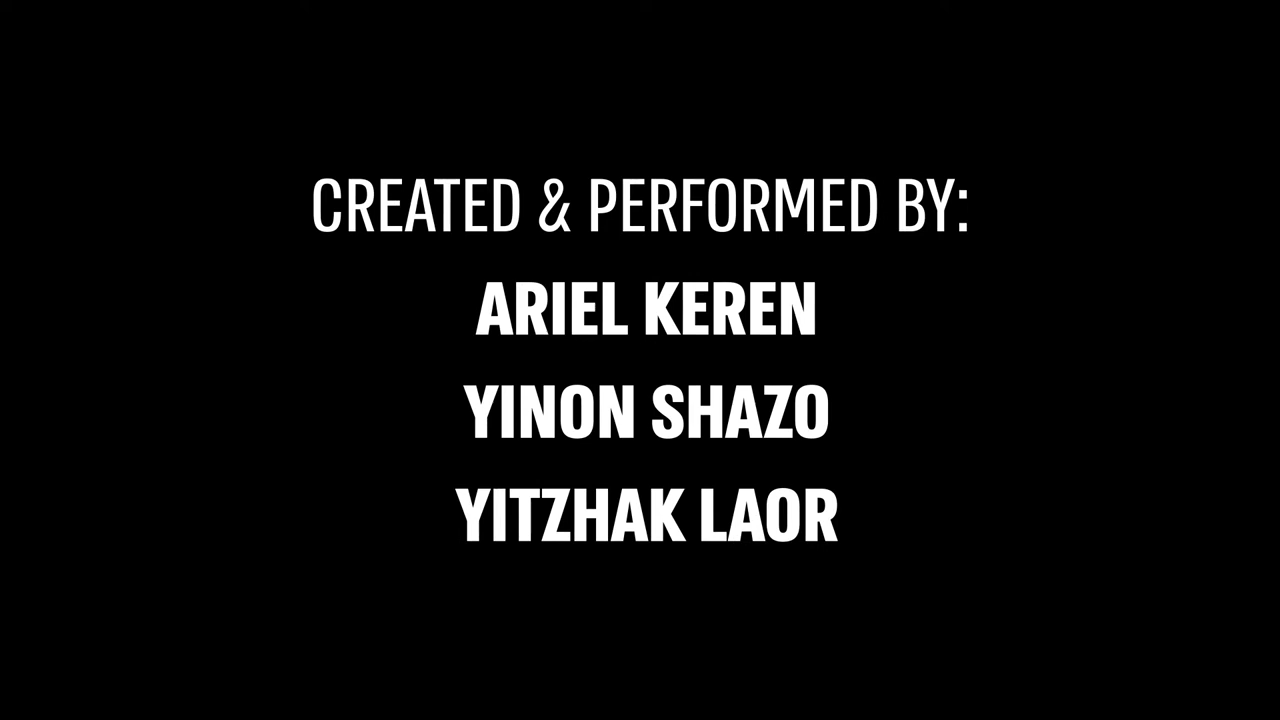 CREATED & PERFORMED BY:
ARIEL KEREN
YINON SHAZO
YITZHAK LAOR